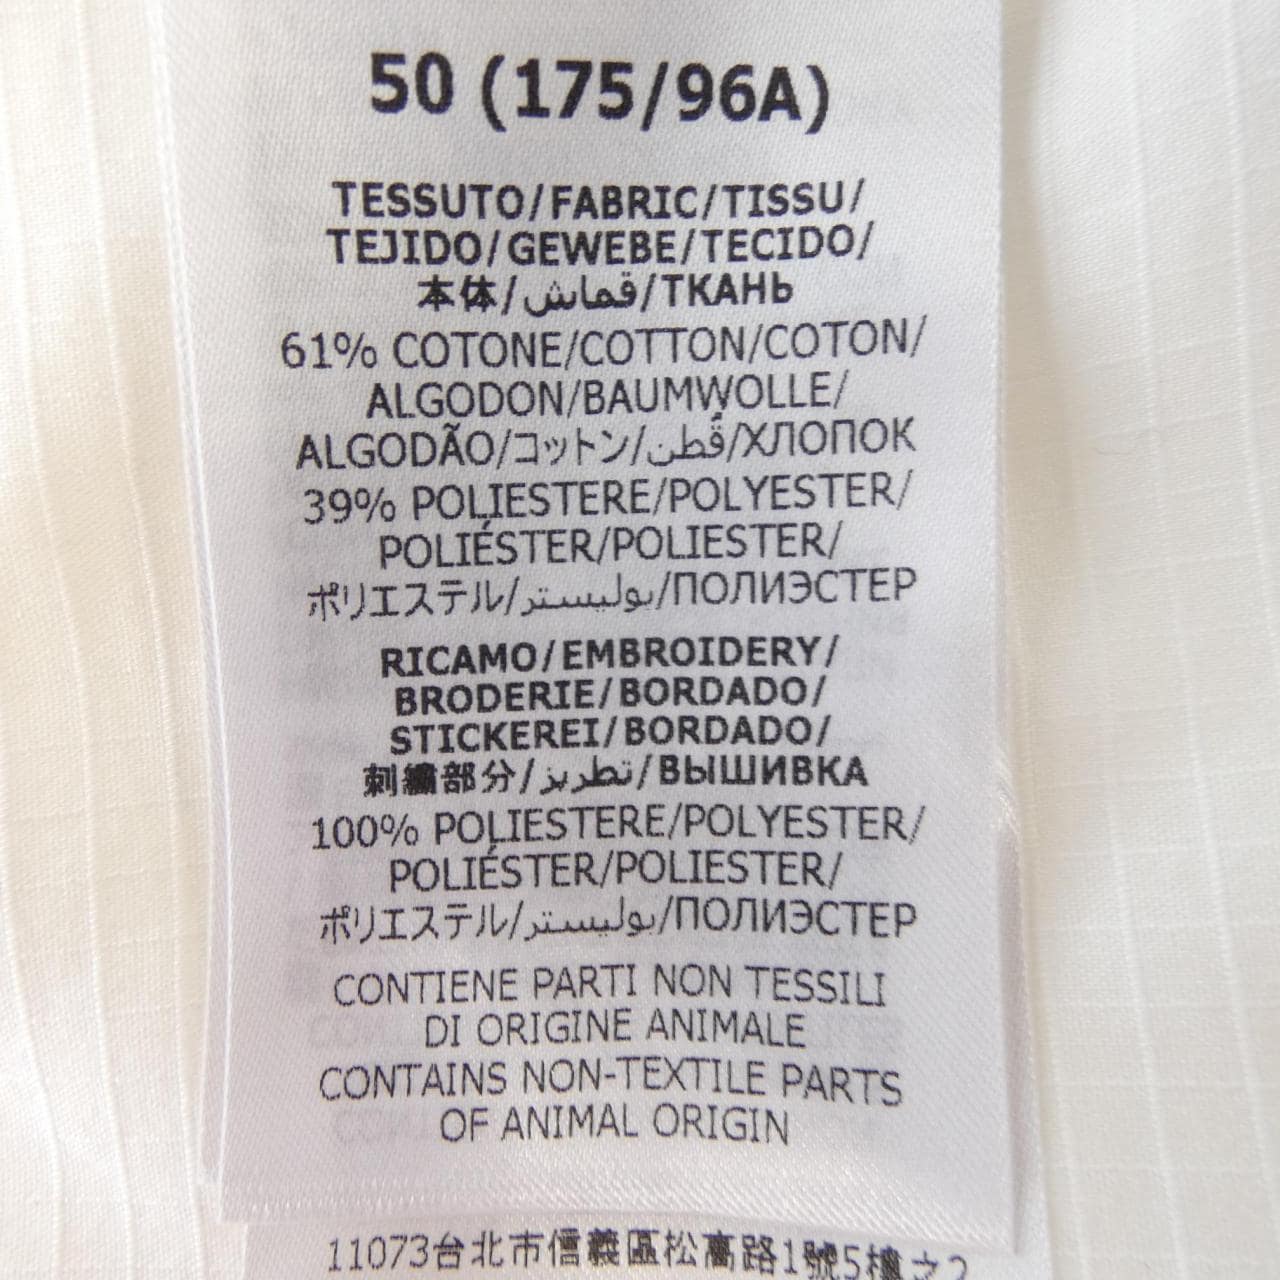 50 (175/96A)
TESSUTO/FABRIC/TISSU/
TEJIDO/GEWEBE/TECIDO/
本体/قماش/ТКАНЬ
61% COTONE/COTTON/COTON/
ALGODON/BAUMWOLLE/
ALGODÃO/コットン/قطن/ХЛОПОК
39% POLIESTERE/POLYESTER/
POLIÉSTER/POLIESTER/
ポリエステル/بوليستر/ПОЛИЭСТЕР
RICAMO/EMBROIDERY/
BRODERIE/BORDADO/
STICKEREI/BORDADO/
刺繍部分/تطريز/ВЫШИВКА
100% POLIESTERE/POLYESTER/
POLIÉSTER/POLIESTER/
ポリエステル/بوليستر/ПОЛИЭСТЕР
CONTIENE PARTI NON TESSILI
DI ORIGINE ANIMALE
CONTAINS NON-TEXTILE PARTS
OF ANIMAL ORIGIN
11073台北市信義區松高路1號5樓之2